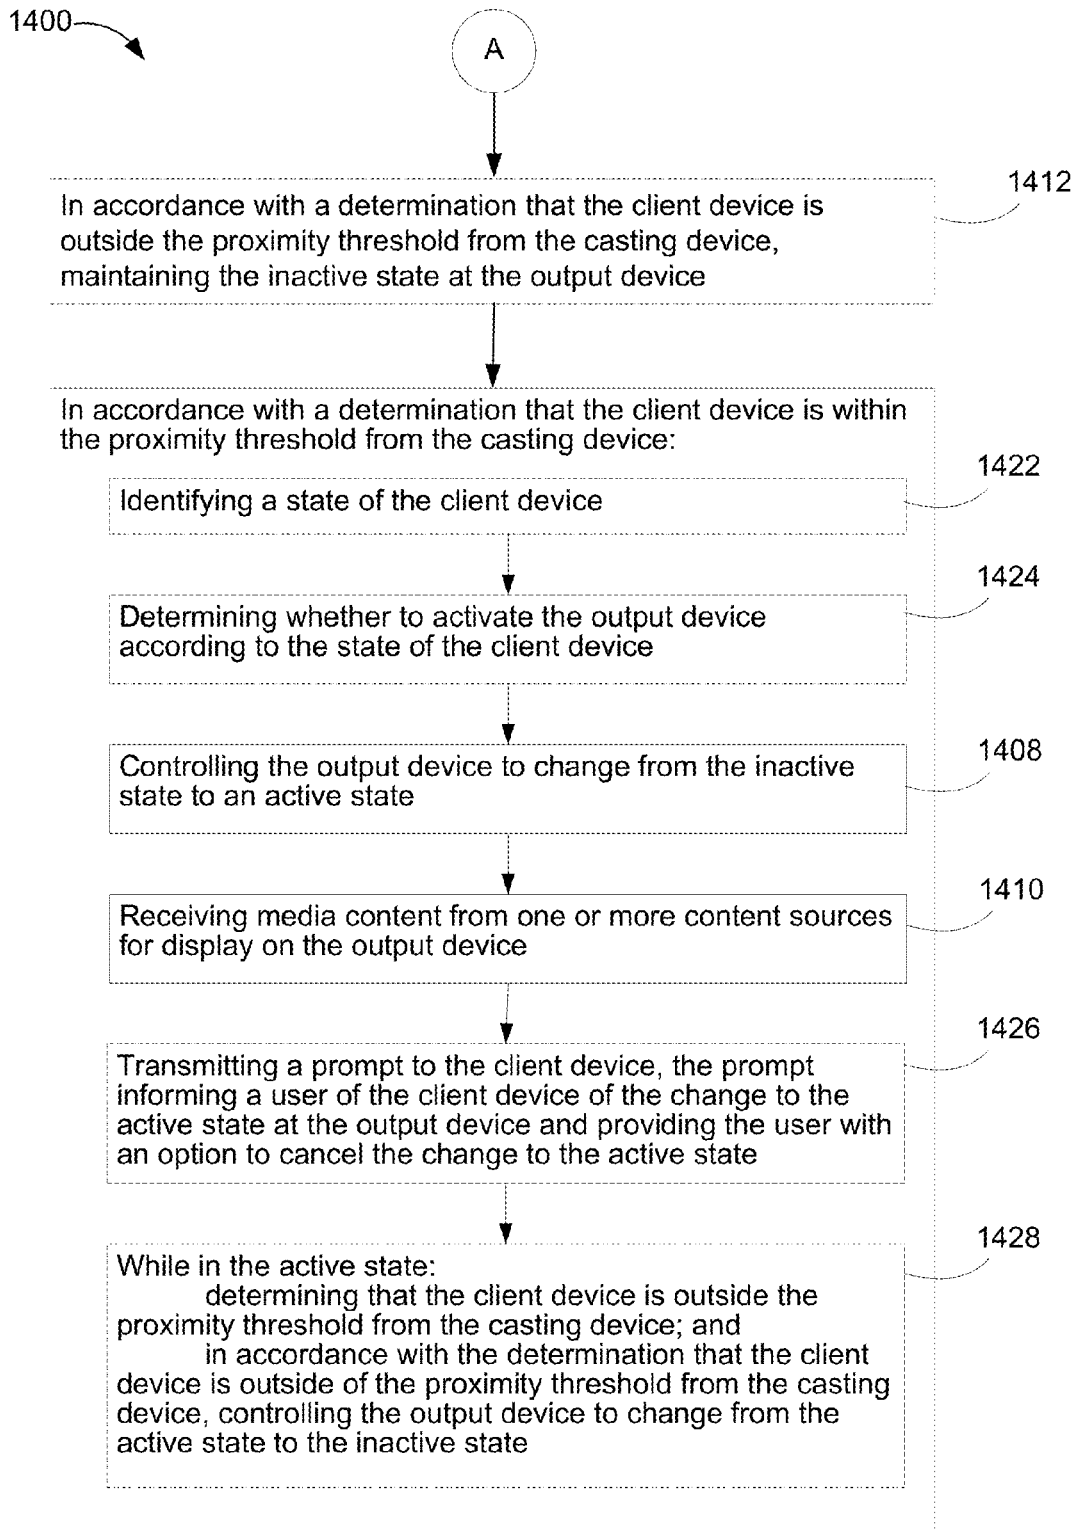 1400
A
1412
In accordance with a determination that the client device is
outside the proximity threshold from the casting device,
maintaining the inactive state at the output device
In accordance with a determination that the client device is within
the proximity threshold from the casting device:
1422
Identifying a state of the client device
1424
Determining whether to activate the output device
according to the state of the client device
1408
Controlling the output device to change from the inactive
state to an active state
1410
Receiving media content from one or more content sources
for display on the output device
1426
Transmitting a prompt to the client device, the prompt
informing a user of the client device of the change to the
active state at the output device and providing the user with
an option to cancel the change to the active state
1428
While in the active state:
determining that the client device is outside the
proximity threshold from the casting device; and
in accordance with the determination that the client
device is outside of the proximity threshold from the casting
device, controlling the output device to change from the
active state to the inactive state